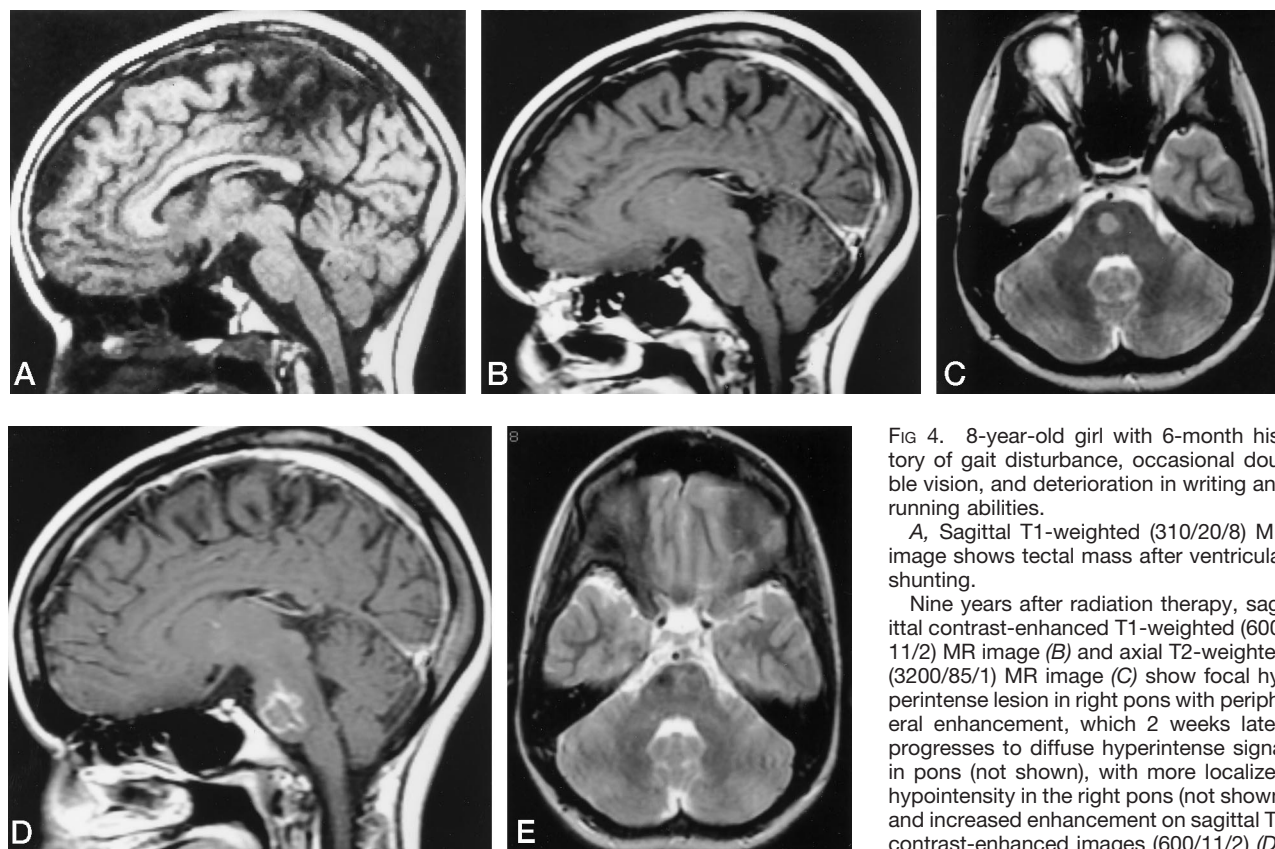 A
B
C
8
D
E
FIG 4. 8-year-old girl with 6-month his-
tory of gait disturbance, occasional dou-
ble vision, and deterioration in writing an
running abilities.
A, Sagittal T1-weighted (310/20/8) M
image shows tectal mass after ventricula
shunting.
Nine years after radiation therapy, sag
ittal contrast-enhanced T1-weighted (600
11/2) MR image (B) and axial T2-weighte
(3200/85/1) MR image (C) show focal hy
perintense lesion in right pons with periph
eral enhancement, which 2 weeks late
progresses to diffuse hyperintense signa
in pons (not shown), with more localize
hypointensity in the right pons (not shown
and increased enhancement on sagittal T
contrast-enhanced images (600/11/2) (D